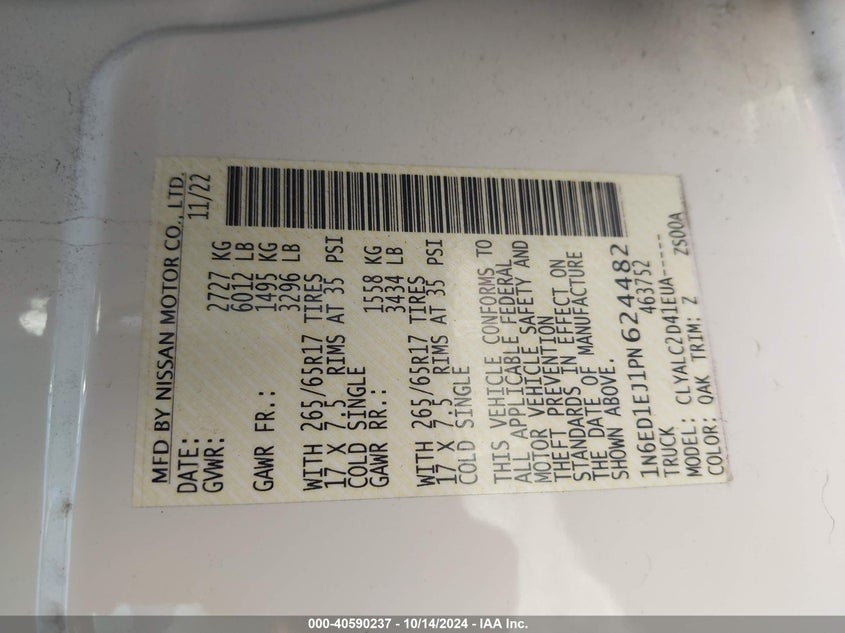 MFD BY NISSAN MOTOR CO., LTD.
DATE: 11/22
GVWR: 2727 KG
6012 LB
GAWR FR.: 1495 KG
3296 LB
WITH 265/65R17 TIRES
17 X 7.5 RIMS AT 35 PSI
COLD SINGLE
GAWR RR.: 1558 KG
3434 LB
WITH 265/65R17 TIRES
17 X 7.5 RIMS AT 35 PSI
COLD SINGLE
THIS VEHICLE CONFORMS TO
ALL APPLICABLE FEDERAL
MOTOR VEHICLE SAFETY AND
THEFT PREVENTION
STANDARDS IN EFFECT ON
THE DATE OF MANUFACTURE
SHOWN ABOVE.
1N6ED1EJ1PN624482
TRUCK 463752
MODEL: CLYALC2D41EUA-----
COLOR: QAK TRIM: Z ZS00A
000-40590237 - 10/14/2024 - IAA Inc.